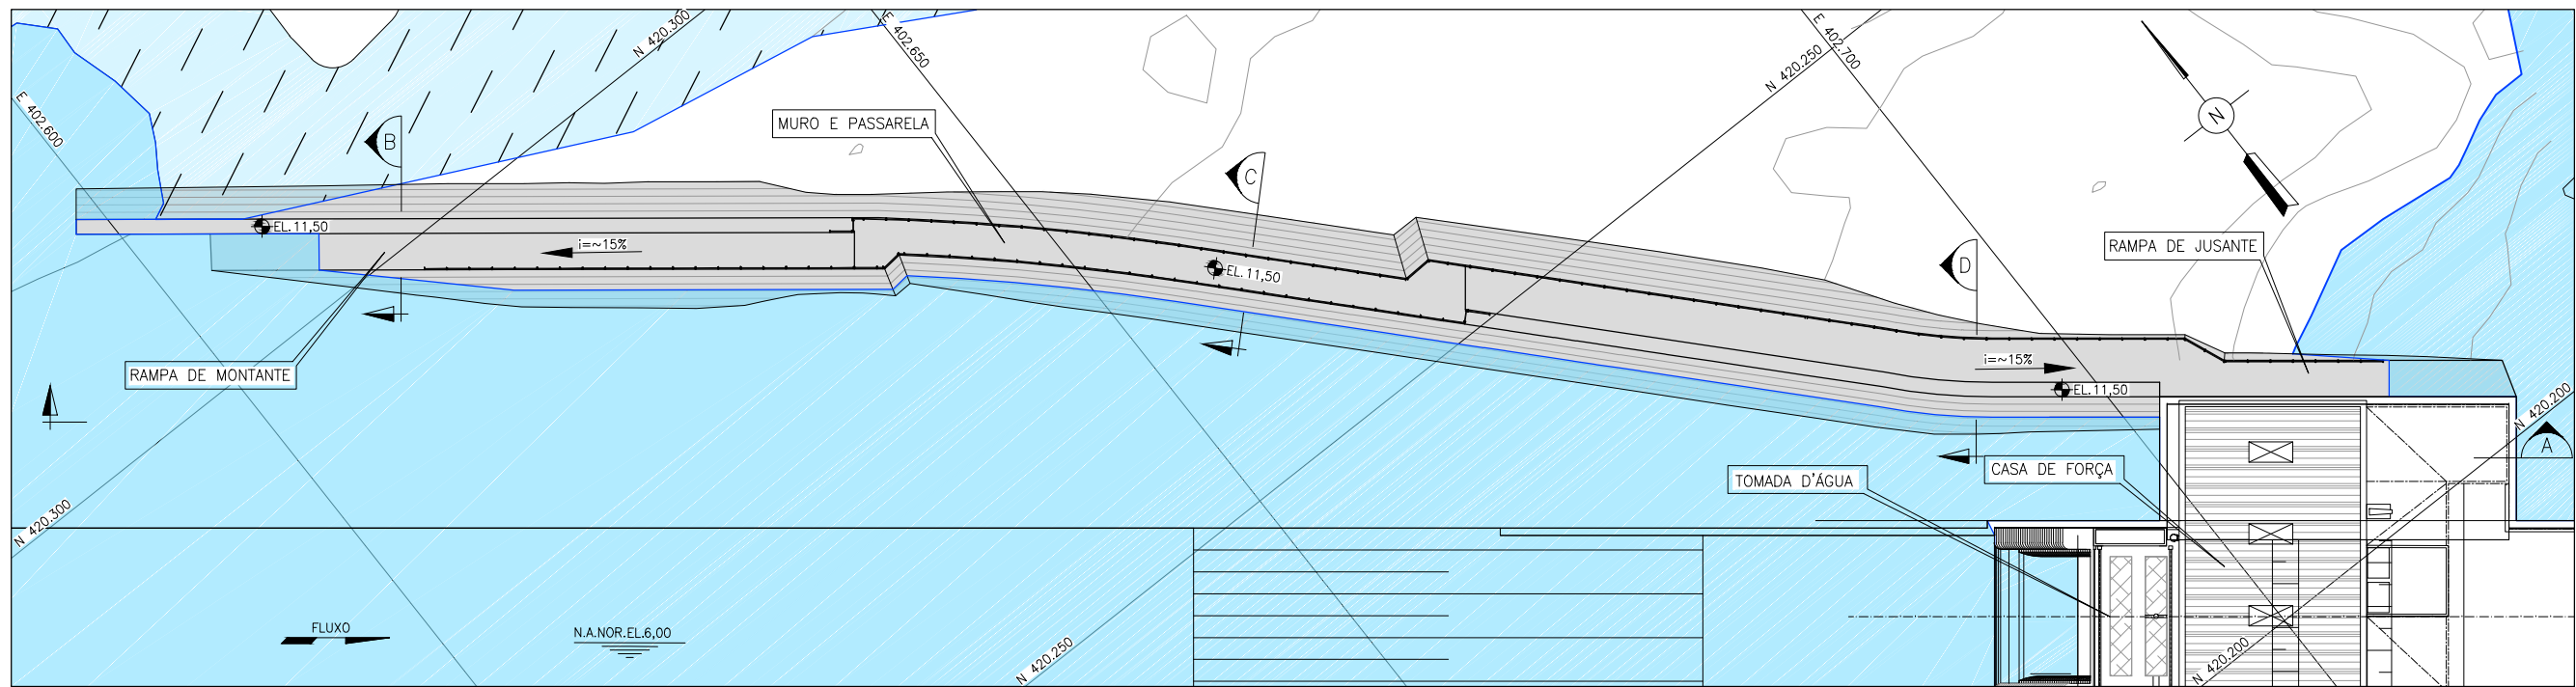 N 420.300
E 402.650
E 402.700
N 420.250
E 402.600
N
B
MURO E PASSARELA
C
D
RAMPA DE JUSANTE
EL.11,50
i=~15%
EL.11,50
i=~15%
EL.11,50
RAMPA DE MONTANTE
N 420.200
A
TOMADA D'ÁGUA
CASA DE FORÇA
N 420.300
FLUXO
N.A.NOR.EL.6,00
N 420.250
N 420.200